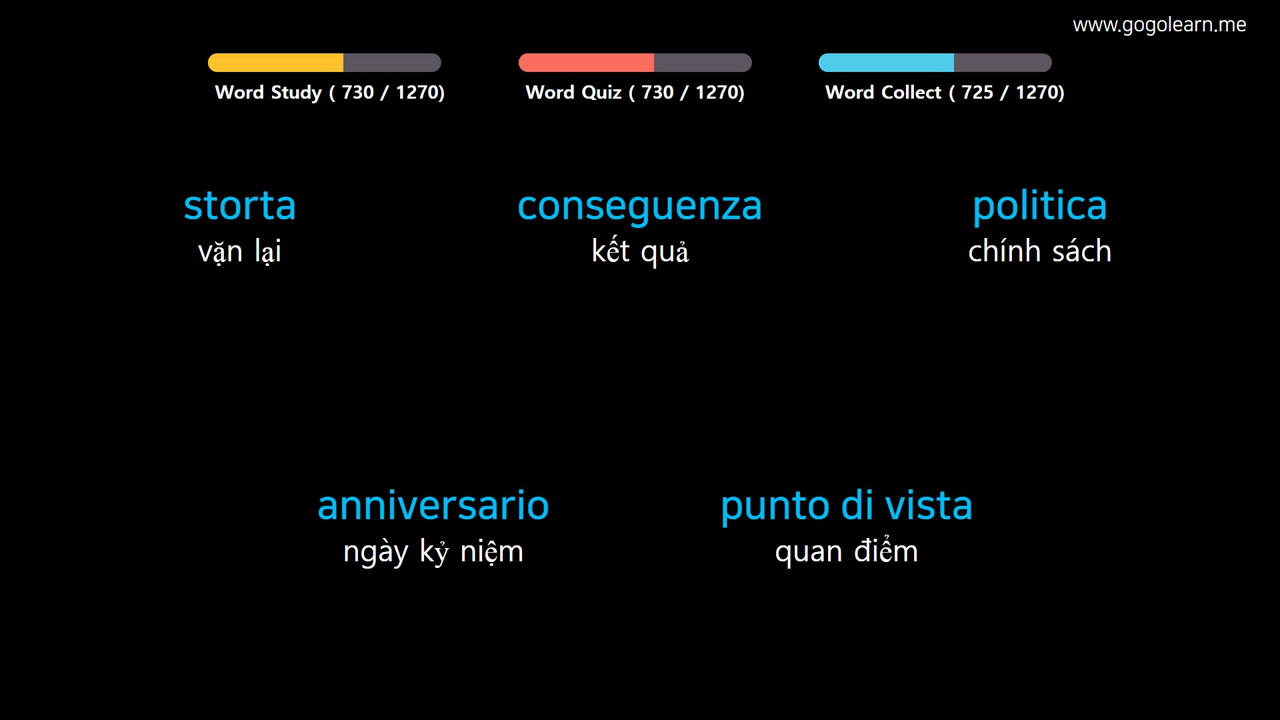 www.gogolearn.me
Word Study ( 730 / 1270)
Word Quiz ( 730 / 1270)
Word Collect ( 725 / 1270)
storta
vặn lại
conseguenza
kết quả
politica
chính sách
anniversario
ngày kỷ niệm
punto di vista
quan điểm